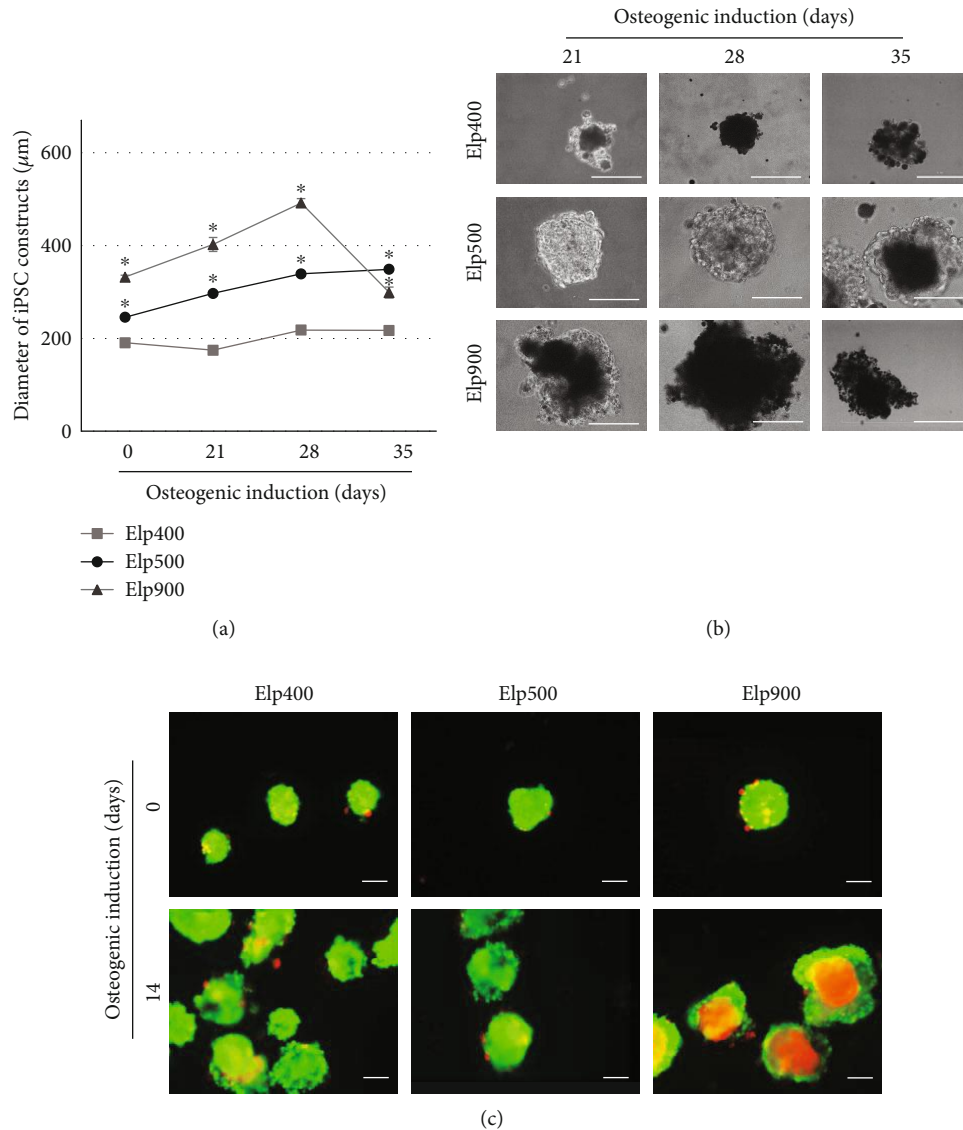 Diameter of iPSC constructs (μm)
600
400
200
0
* * * *
* * * *
0 21 28 35
Osteogenic induction (days)
Elp400
Elp500
Elp900
(a)
Osteogenic induction (days)
21 28 35
Elp400
Elp500
Elp900
(b)
Elp400 Elp500 Elp900
Osteogenic induction (days)
0
14
(c)